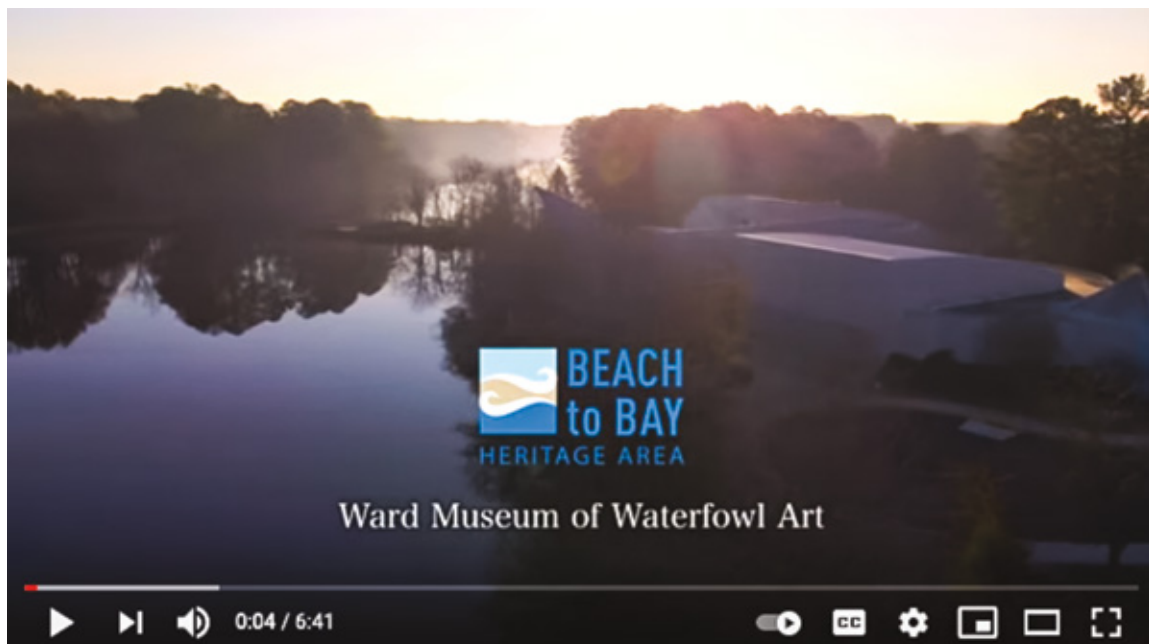 BEACH
to BAY
HERITAGE AREA
Ward Museum of Waterfowl Art
0:04 / 6:41
CC